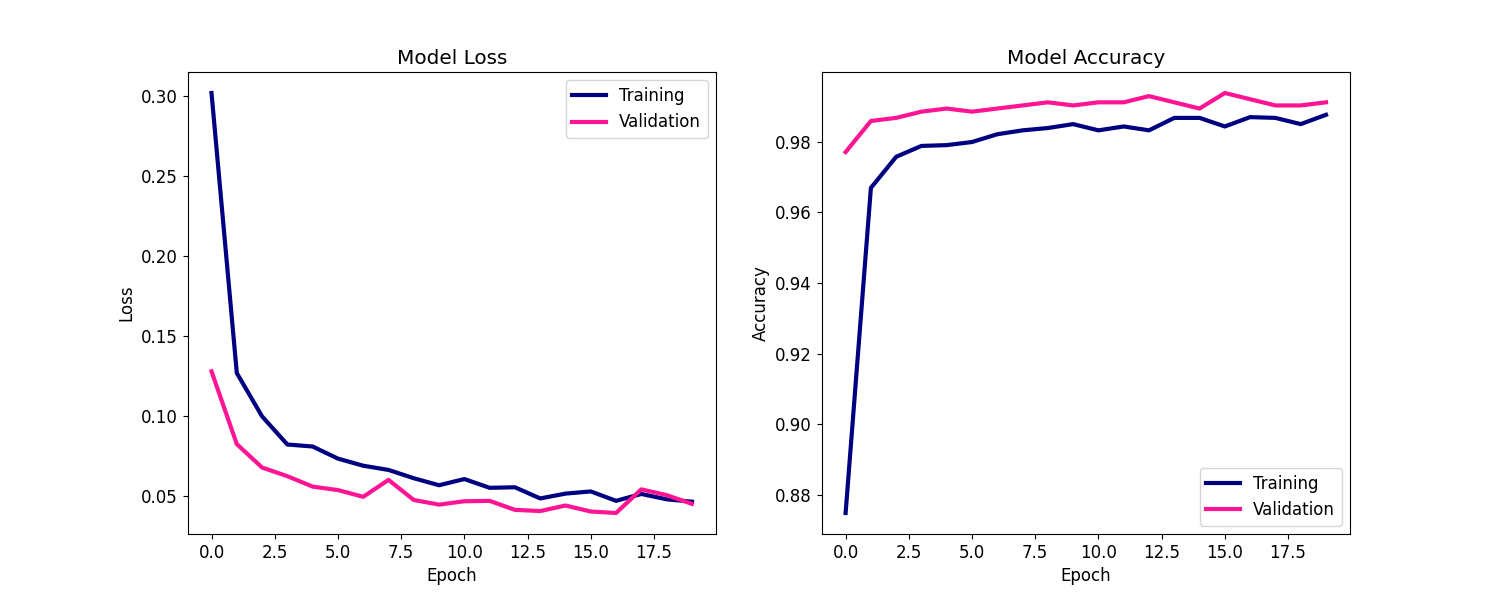 Model Loss
Training
Validation
0.30
0.25
0.20
0.15
0.10
0.05
Loss
0.0 2.5 5.0 7.5 10.0 12.5 15.0 17.5
Epoch
Model Accuracy
0.98
0.96
0.94
0.92
0.90
0.88
Accuracy
Training
Validation
0.0 2.5 5.0 7.5 10.0 12.5 15.0 17.5
Epoch